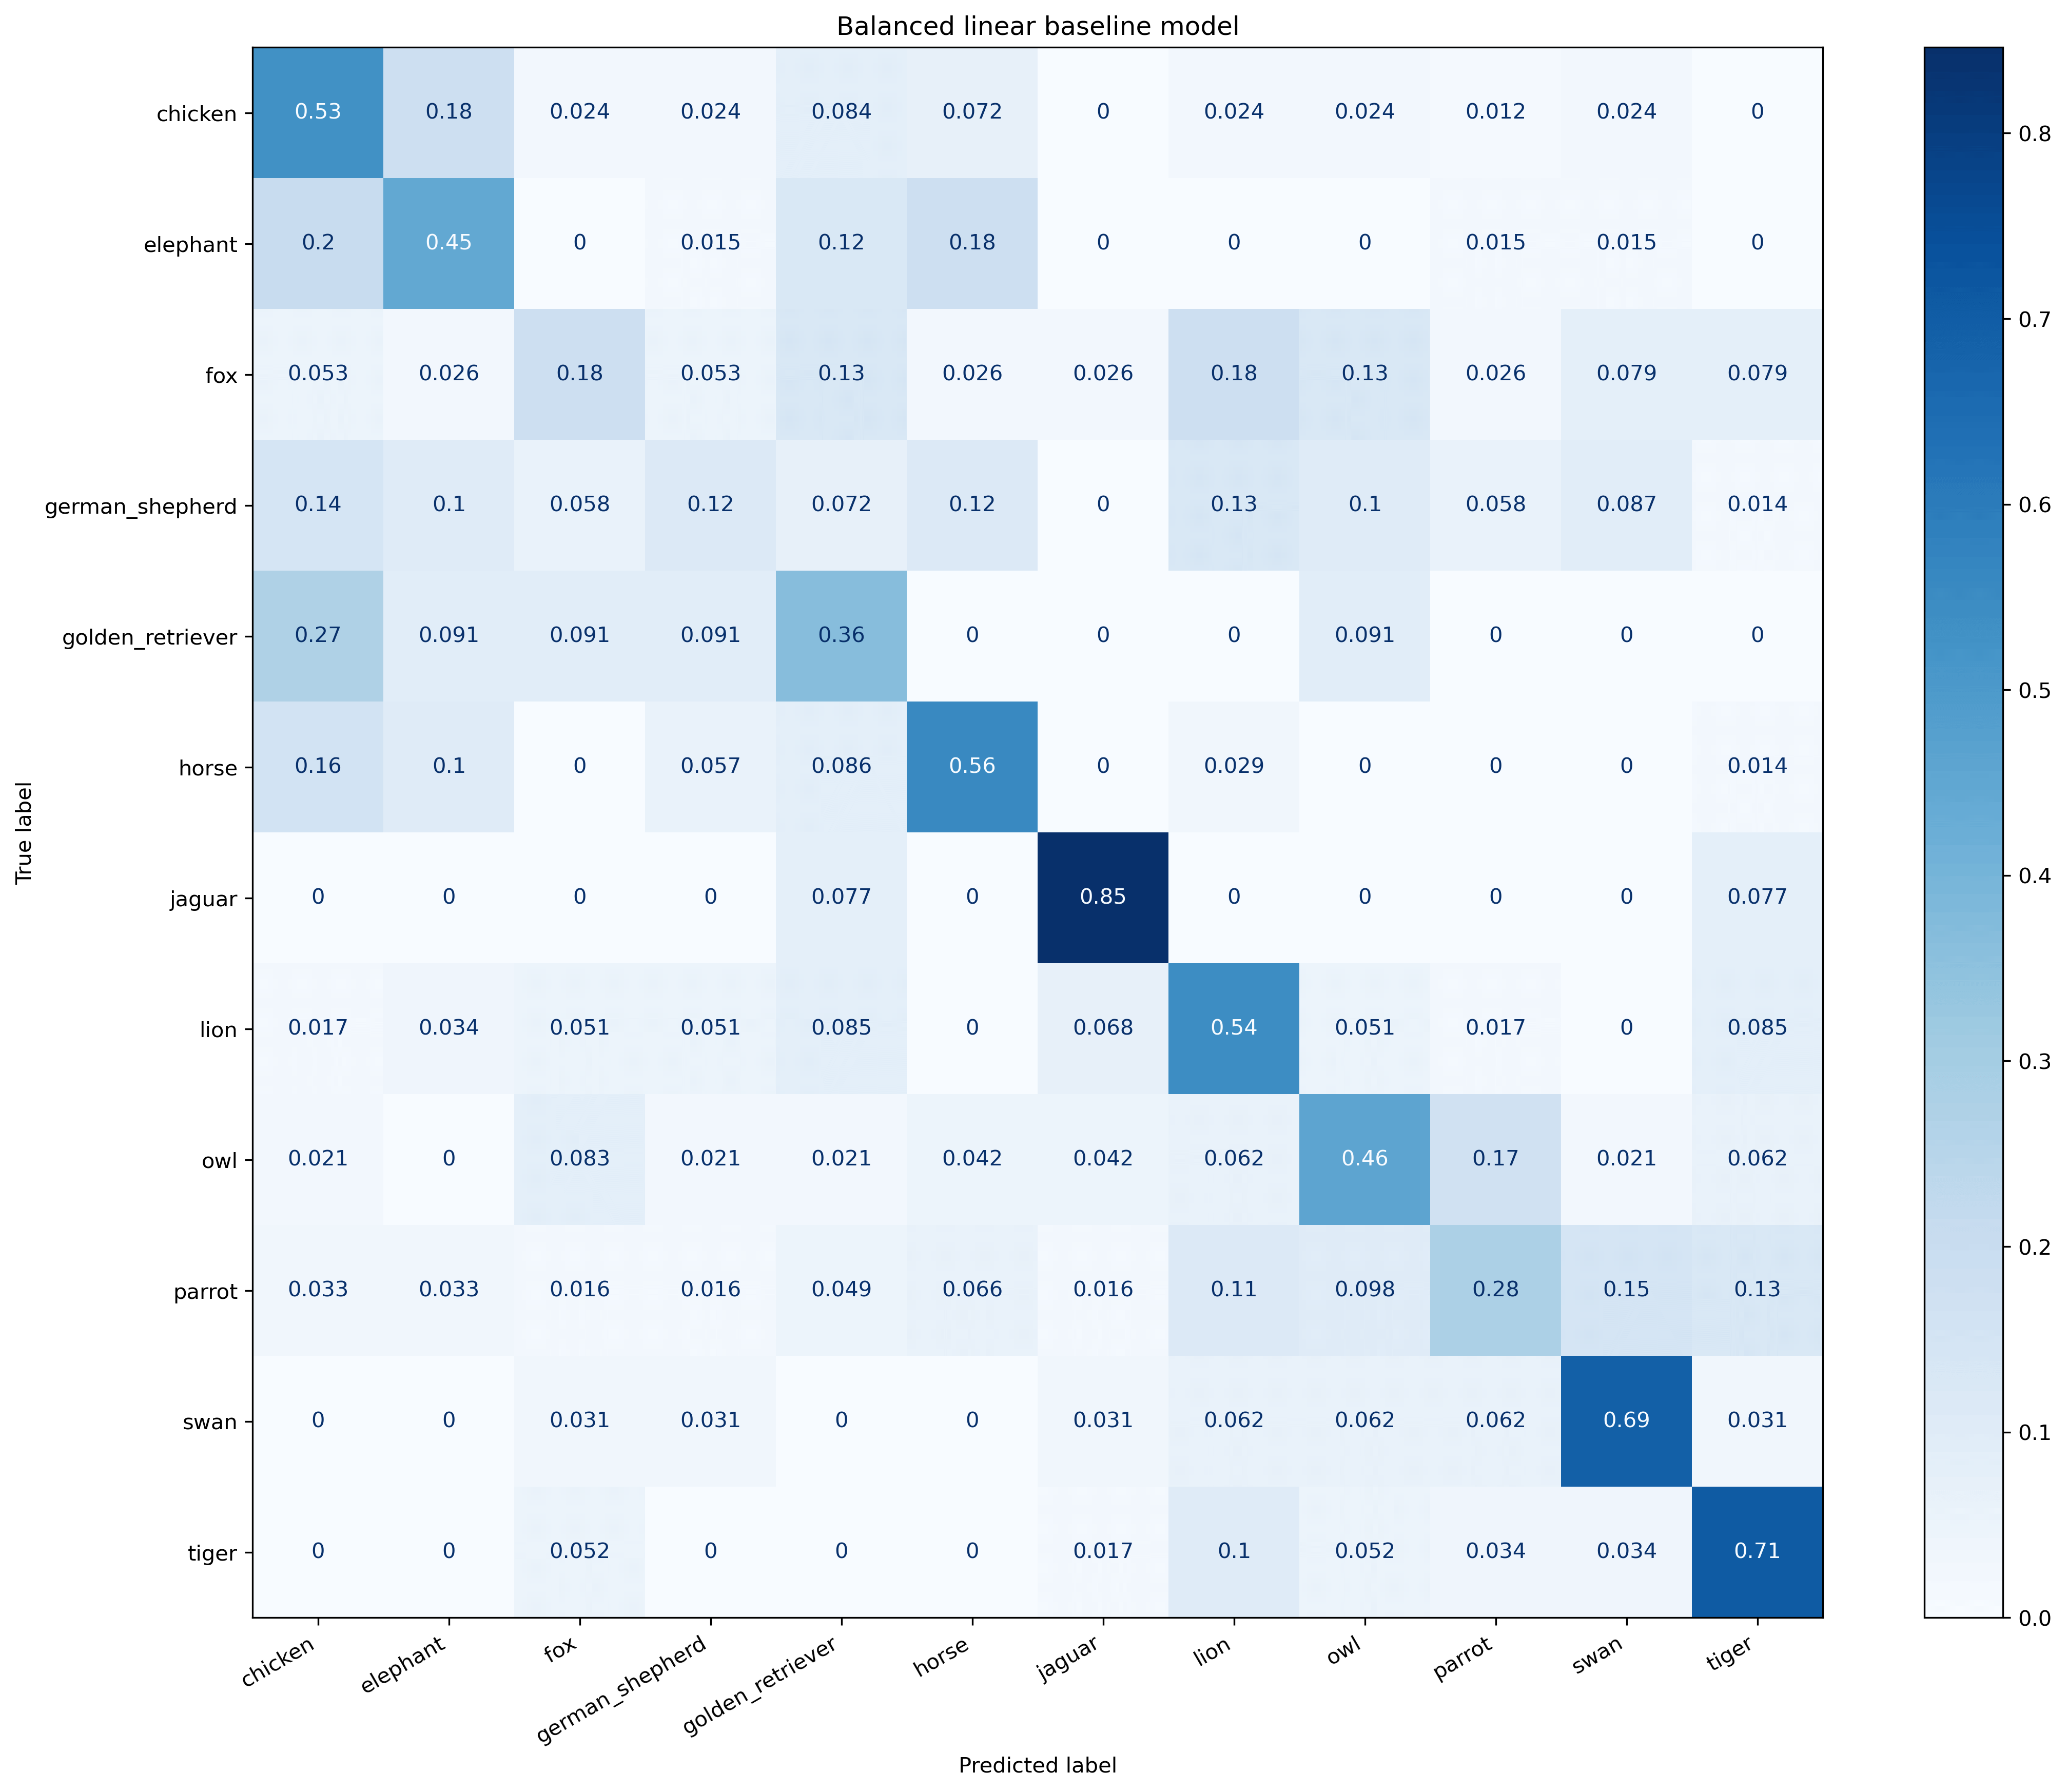 Balanced linear baseline model
True label
chicken 0.53 0.18 0.024 0.024 0.084 0.072 0 0.024 0.024 0.012 0.024 0
elephant 0.2 0.45 0 0.015 0.12 0.18 0 0 0 0.015 0.015 0
fox 0.053 0.026 0.18 0.053 0.13 0.026 0.026 0.18 0.13 0.026 0.079 0.079
german_shepherd 0.14 0.1 0.058 0.12 0.072 0.12 0 0.13 0.1 0.058 0.087 0.014
golden_retriever 0.27 0.091 0.091 0.091 0.36 0 0 0 0.091 0 0 0
horse 0.16 0.1 0 0.057 0.086 0.56 0 0.029 0 0 0 0.014
jaguar 0 0 0 0 0.077 0 0.85 0 0 0 0 0.077
lion 0.017 0.034 0.051 0.051 0.085 0 0.068 0.54 0.051 0.017 0 0.085
owl 0.021 0 0.083 0.021 0.021 0.042 0.042 0.062 0.46 0.17 0.021 0.062
parrot 0.033 0.033 0.016 0.016 0.049 0.066 0.016 0.11 0.098 0.28 0.15 0.13
swan 0 0 0.031 0.031 0 0 0.031 0.062 0.062 0.062 0.69 0.031
tiger 0 0 0.052 0 0 0 0.017 0.1 0.052 0.034 0.034 0.71
chicken elephant fox german_shepherd golden_retriever horse jaguar lion owl parrot swan tiger
Predicted label
0.8
0.7
0.6
0.5
0.4
0.3
0.2
0.1
0.0